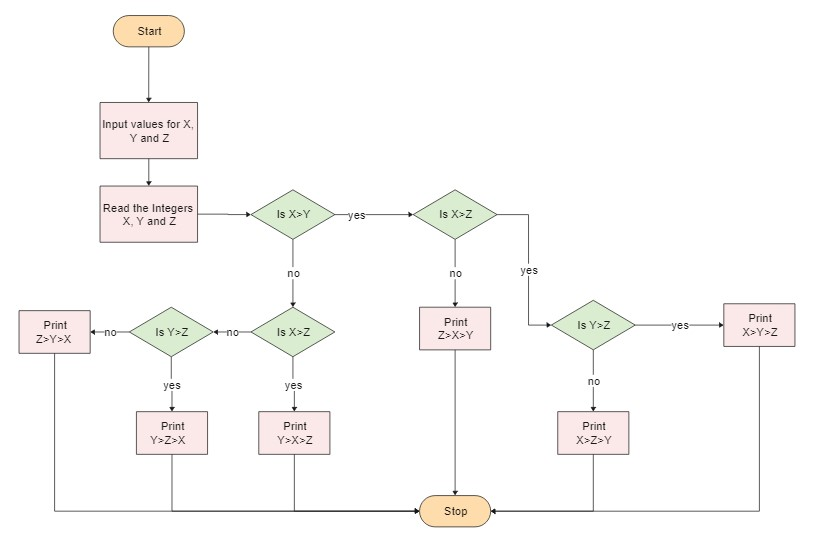 Start
Input values for X,
Y and Z
Read the Integers
X, Y and Z
Is X>Y
yes
Is X>Z
no
no
yes
Print
Z>Y>X
no
Is Y>Z
no
Is X>Z
Print
Z>X>Y
Is Y>Z
yes
Print
X>Y>Z
yes
yes
no
Print
Y>Z>X
Print
Y>X>Z
Print
X>Z>Y
Stop